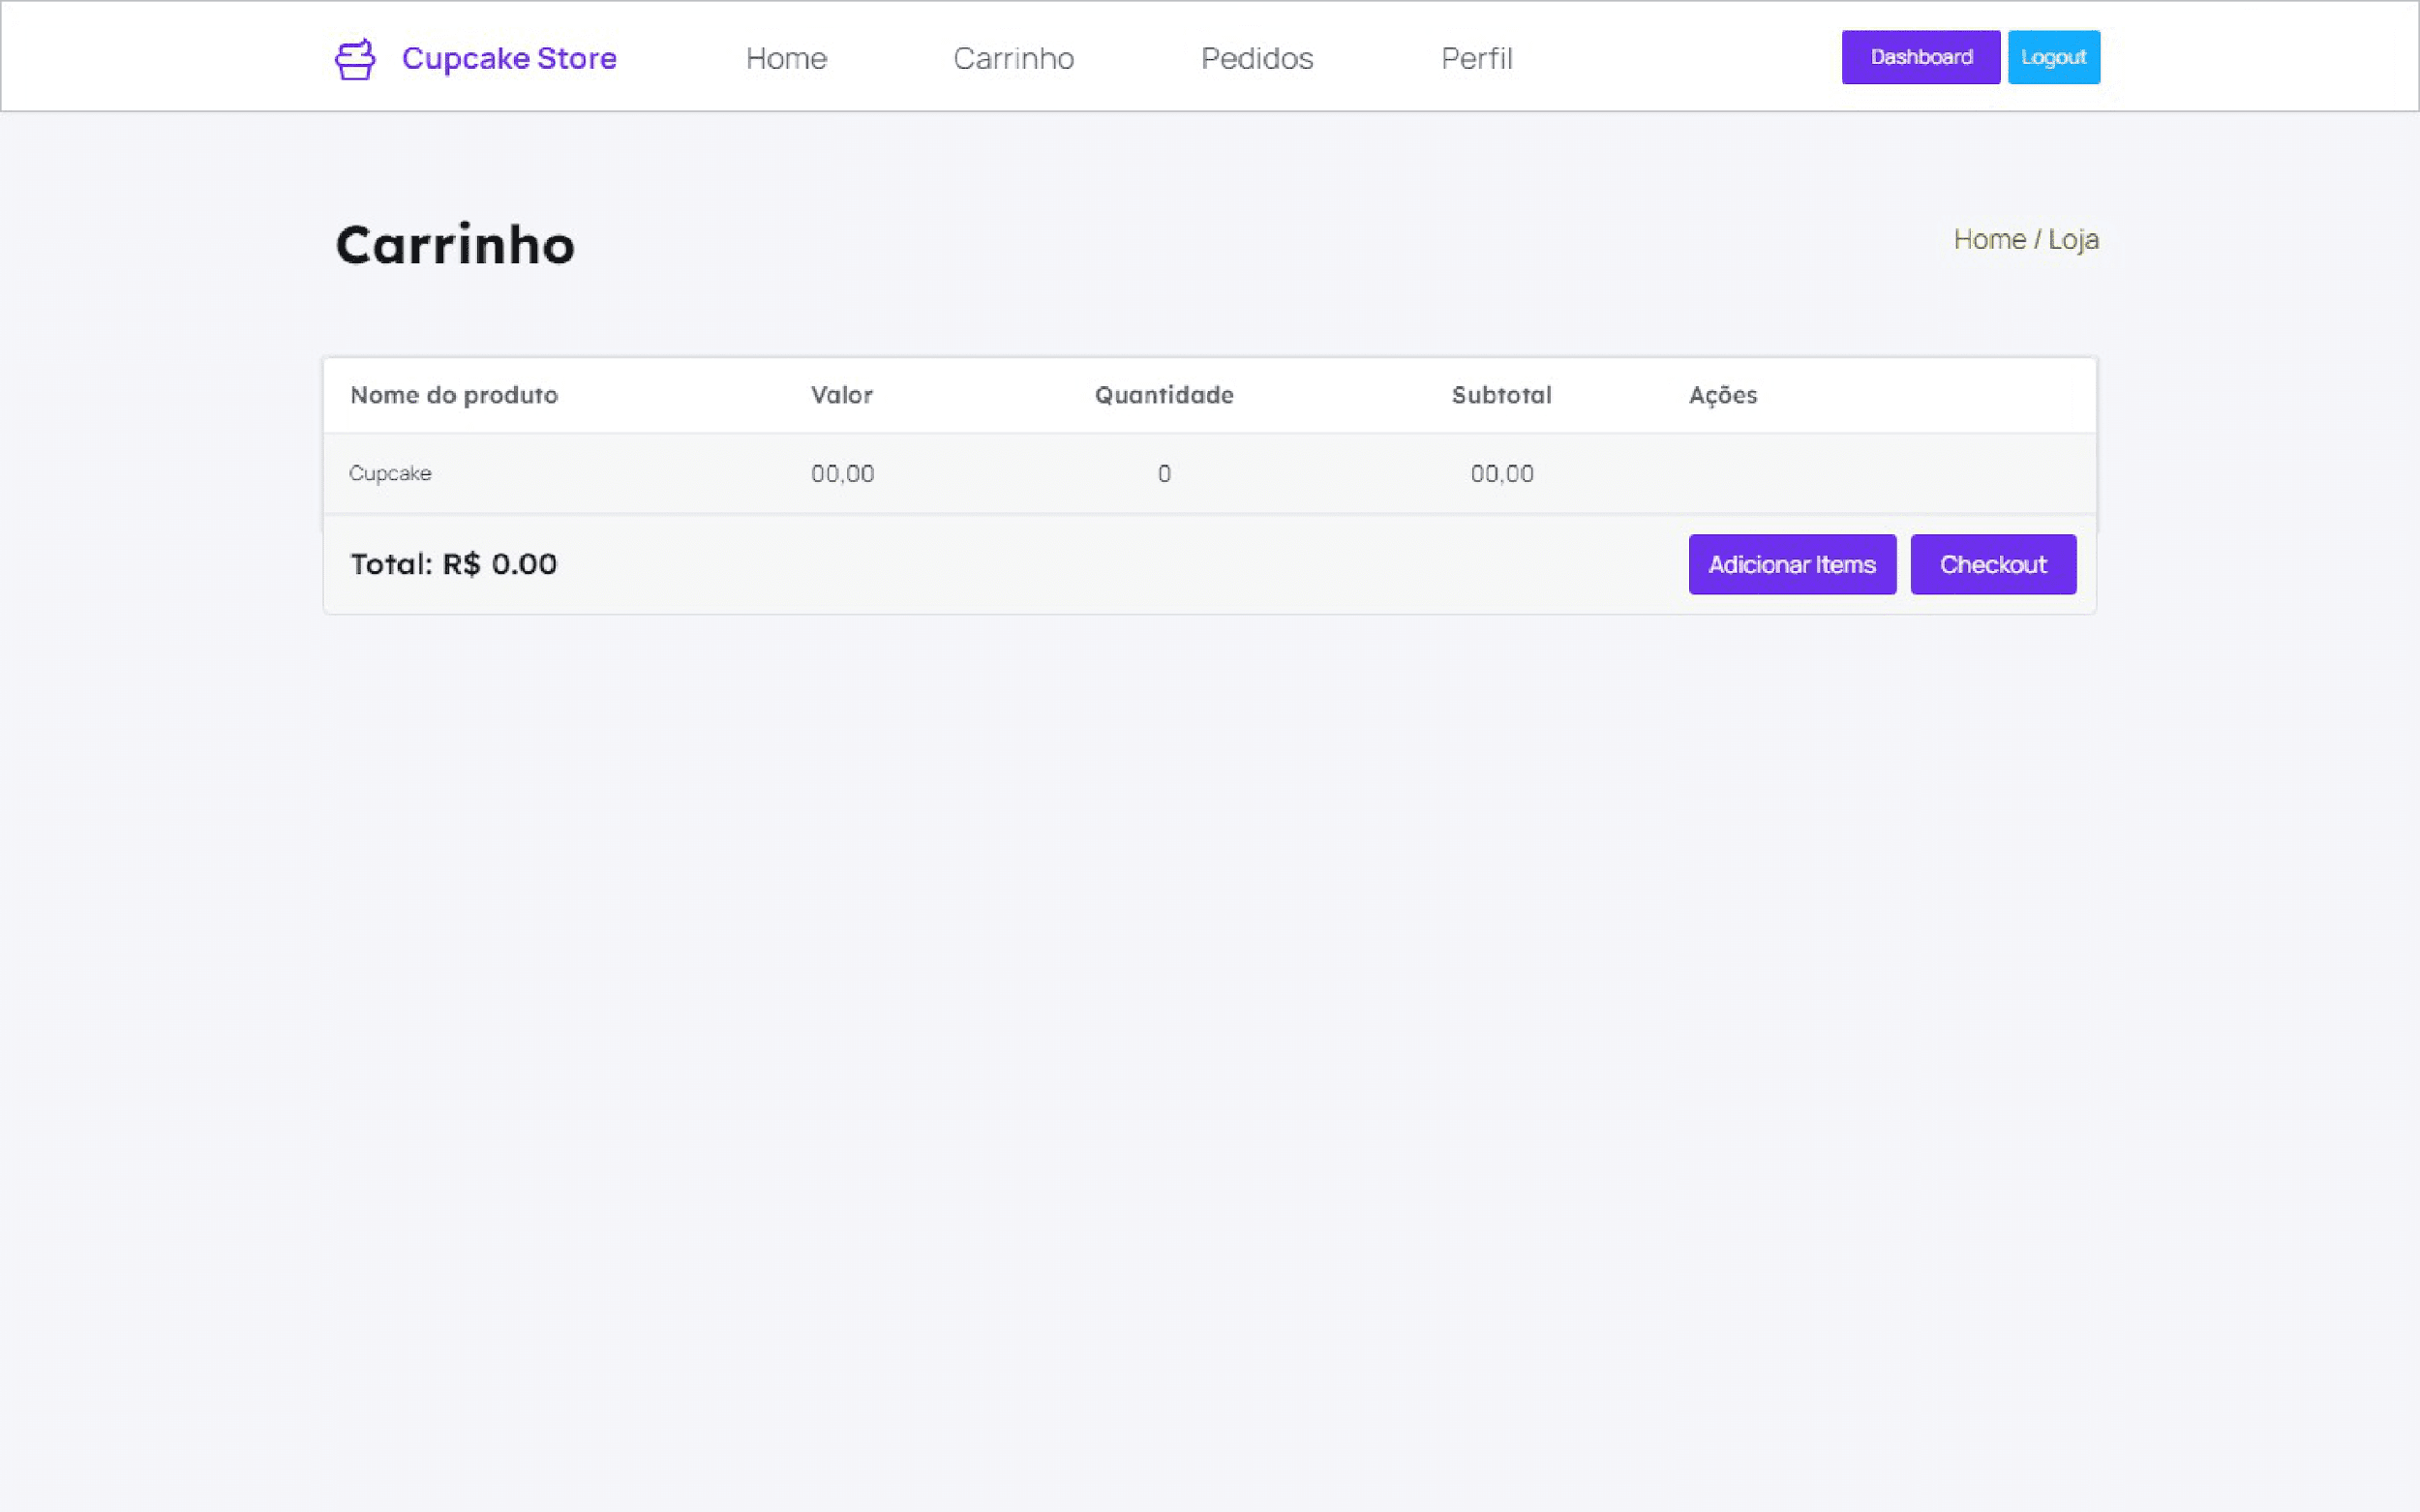 Cupcake Store Home Carrinho Pedidos Perfil Dashboard Logout
Carrinho Home / Loja
Nome do produto Valor Quantidade Subtotal Ações
Cupcake 00,00 0 00,00
Total: R$ 0.00 Adicionar Items Checkout